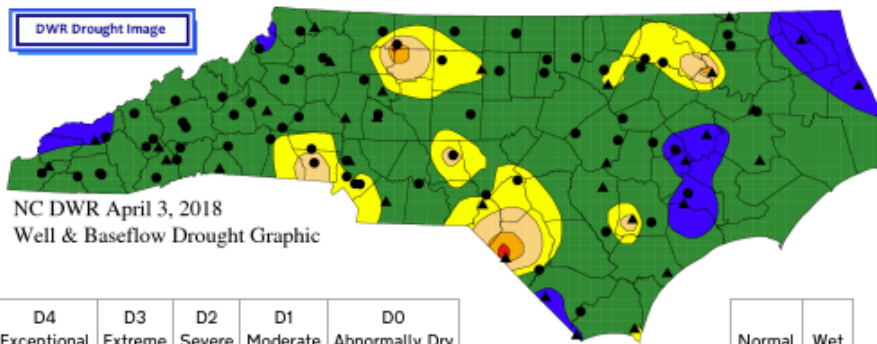 DWR Drought Image
NC DWR April 3, 2018
Well & Baseflow Drought Graphic
D4 D3 D2 D1 D0
Exceptional Extreme Severe Moderate Abnormally Dry Normal Wet